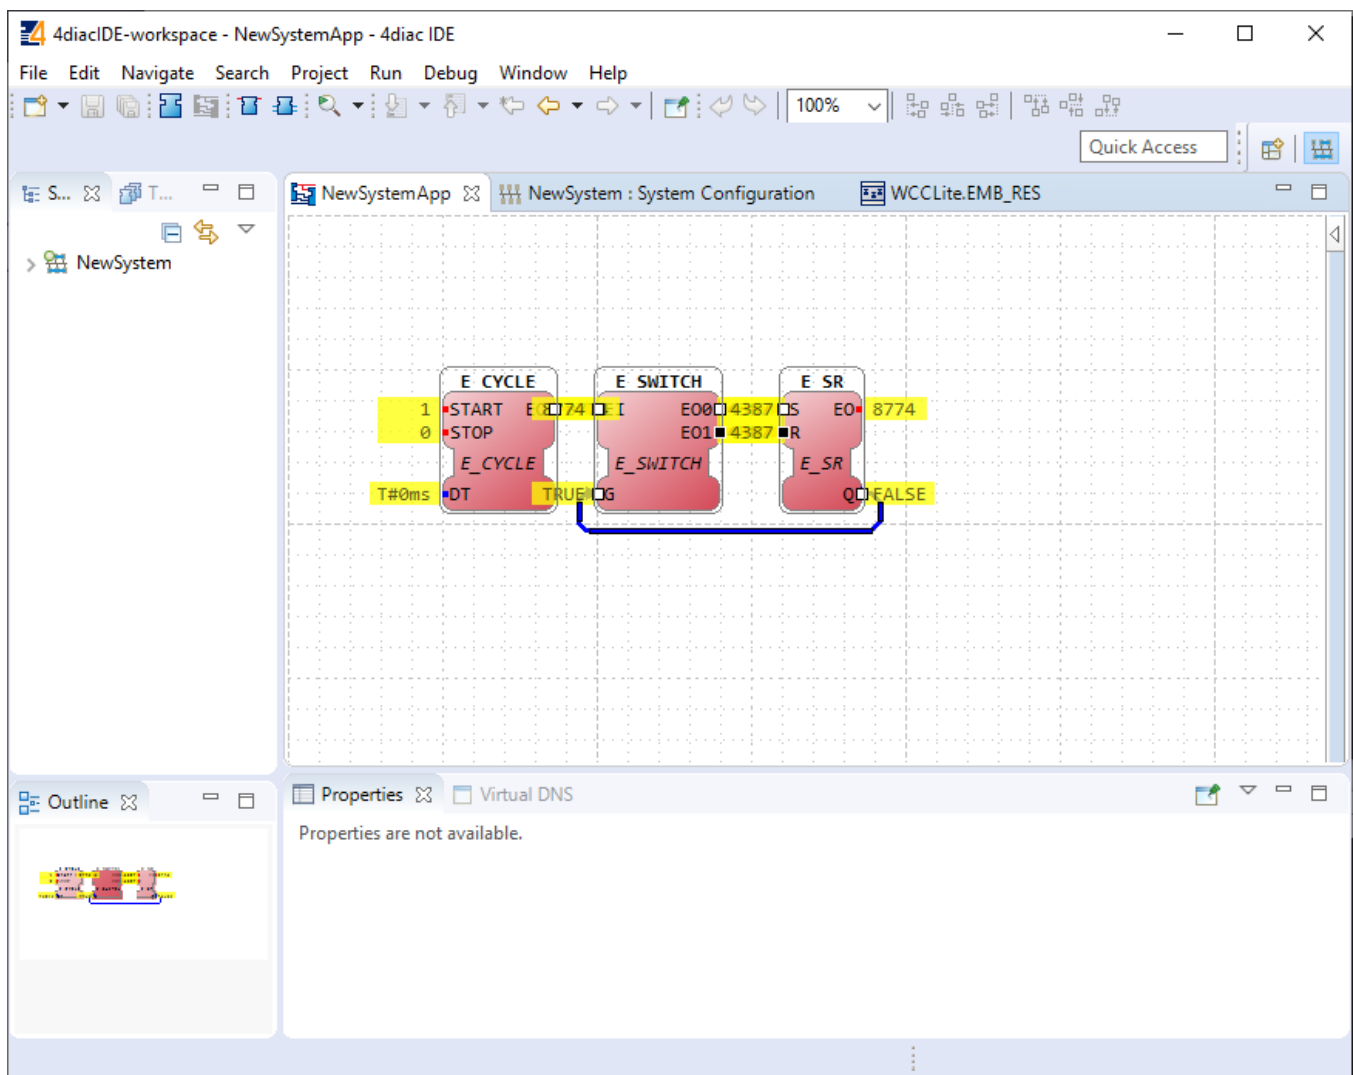 4diacIDE-workspace - NewSystemApp - 4diac IDE
File Edit Navigate Search Project Run Debug Window Help
100%
Quick Access
S... T... NewSystemApp NewSystem : System Configuration WCCLite.EMB_RES
NewSystem
E_CYCLE E_SWITCH E_SR
1 START 8774 EI EO0 4387 S EO 8774
0 STOP EO1 4387 R
E_CYCLE E_SWITCH E_SR
T#0ms DT TRUE G Q FALSE
Outline Properties Virtual DNS
Properties are not available.